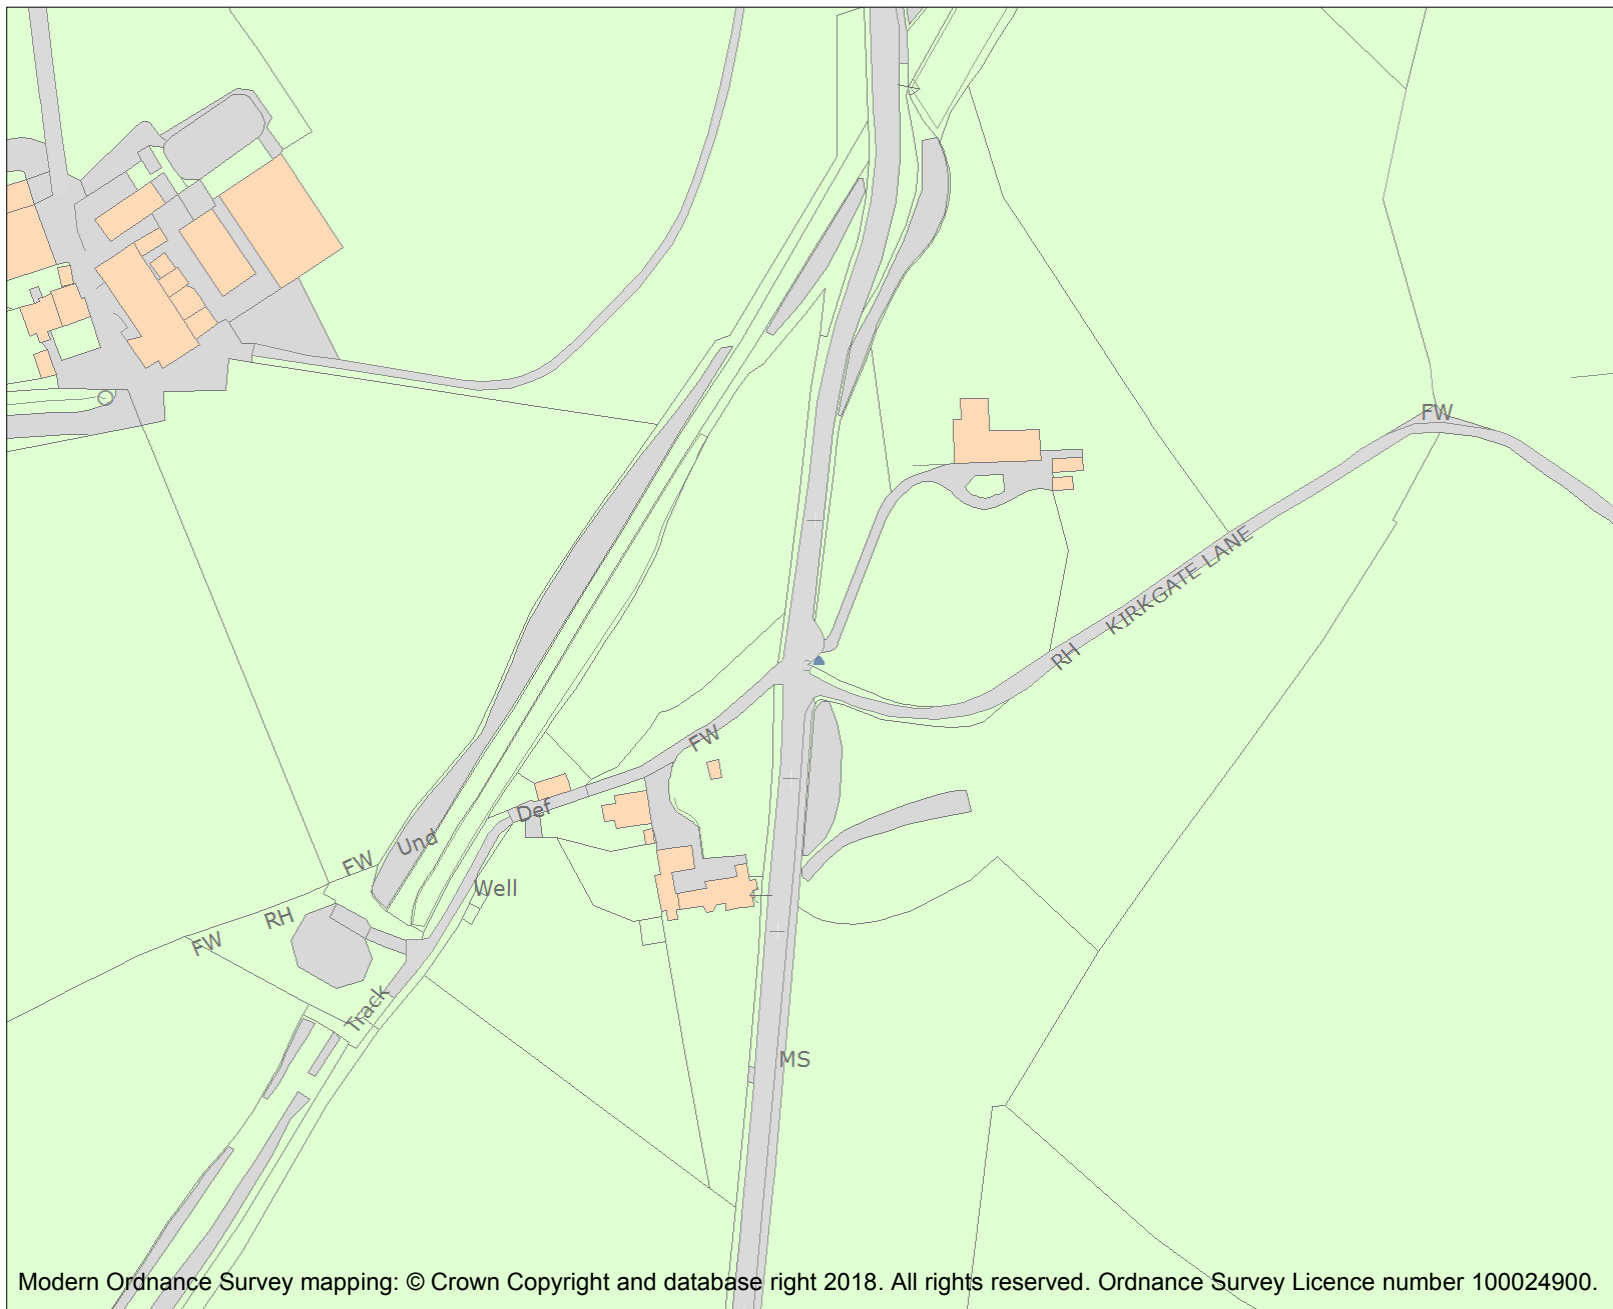 FW
KIRKGATE LANE
RH
FW
Def
Und
FW
Well
RH
FW
Track
MS
Modern Ordnance Survey mapping: © Crown Copyright and database right 2018. All rights reserved. Ordnance Survey Licence number 100024900.